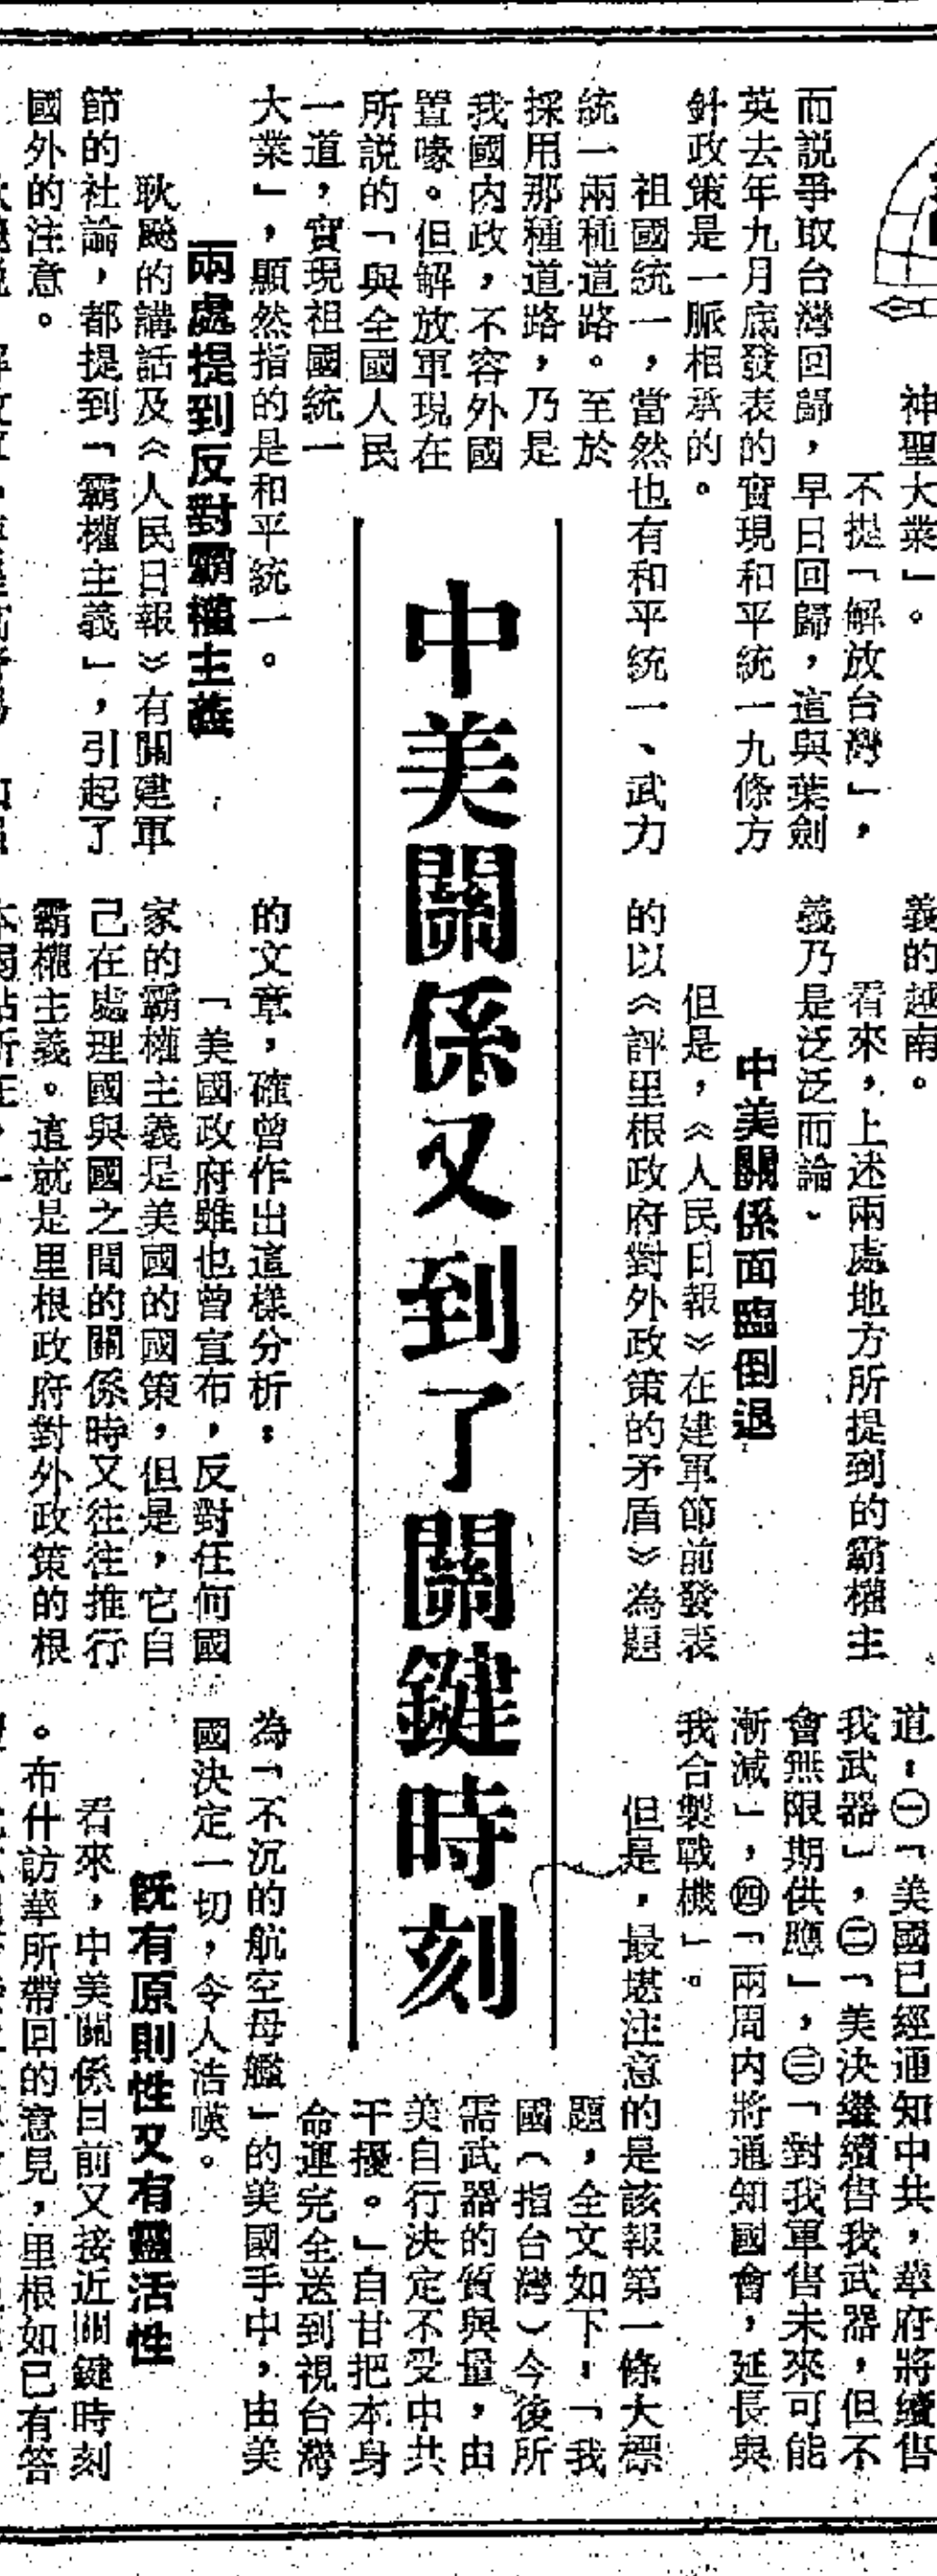 中美關係又到了關鍵時刻
神聖大業」。
不提「解放台灣」，
而説爭取台灣回歸，早日回歸，這與葉劍
英去年九月底發表的實現和平統一九條方
針政策是一脈相承的。
祖國統一，當然也有和平統一、武力
統一兩種道路。至於
採用那種道路，乃是
我國内政，不容外國
置喙。但解放軍現在
所説的「與全國人民
一道，實現祖國統一
大業」，顯然指的是和平統一。
兩處提到反對霸權主義
耿飈的講話及《人民日報》有關建軍
節的社論，都提到「霸權主義」，引起了
國外的注意。
義的越南。
看來，上述兩處地方所提到的霸權主
義乃是泛泛而論。
中美關係面臨倒退
但是，《人民日報》在建軍節前發表
的以《評里根政府對外政策的矛盾》為題
的文章，確曾作出這樣分析：
「美國政府雖也曾宣布，反對任何國
家的霸權主義是美國的國策，但是，它自
己在處理國與國之間的關係時又往往推行
霸權主義。這就是里根政府對外政策的根
道：㊀「美國已經通知中共，華府將續售
我武器」，㊁「美決繼續售我武器，但不
會無限期供應」，㊂「對我軍售未來可能
漸減」，㊃「兩周内將通知國會，延長與
我合製戰機」。
但是，最堪注意的是該報第一條大標
題，全文如下：「我
國（指台灣）今後所
需武器的質與量，由
美自行決定不受中共
干擾。」自甘把本身
命運完全送到視台灣
為「不沉的航空母艦」的美國手中，由美
國決定一切，令人浩嘆。
既有原則性又有靈活性
看來，中美關係目前又接近關鍵時刻
。布什訪華所帶回的意見，里根如已有答